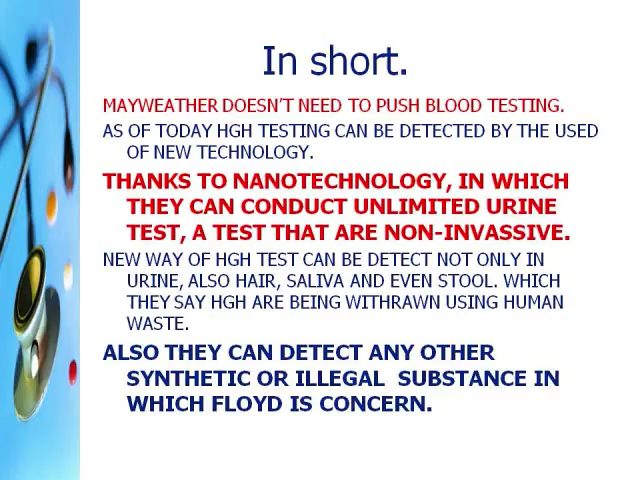 In short.
MAYWEATHER DOESN'T NEED TO PUSH BLOOD TESTING.
AS OF TODAY HGH TESTING CAN BE DETECTED BY THE USED
OF NEW TECHNOLOGY.
THANKS TO NANOTECHNOLOGY, IN WHICH
THEY CAN CONDUCT UNLIMITED URINE
TEST, A TEST THAT ARE NON-INVASSIVE.
NEW WAY OF HGH TEST CAN BE DETECT NOT ONLY IN
URINE, ALSO HAIR, SALIVA AND EVEN STOOL. WHICH
THEY SAY HGH ARE BEING WITHRAWN USING HUMAN
WASTE.
ALSO THEY CAN DETECT ANY OTHER
SYNTHETIC OR ILLEGAL SUBSTANCE IN
WHICH FLOYD IS CONCERN.